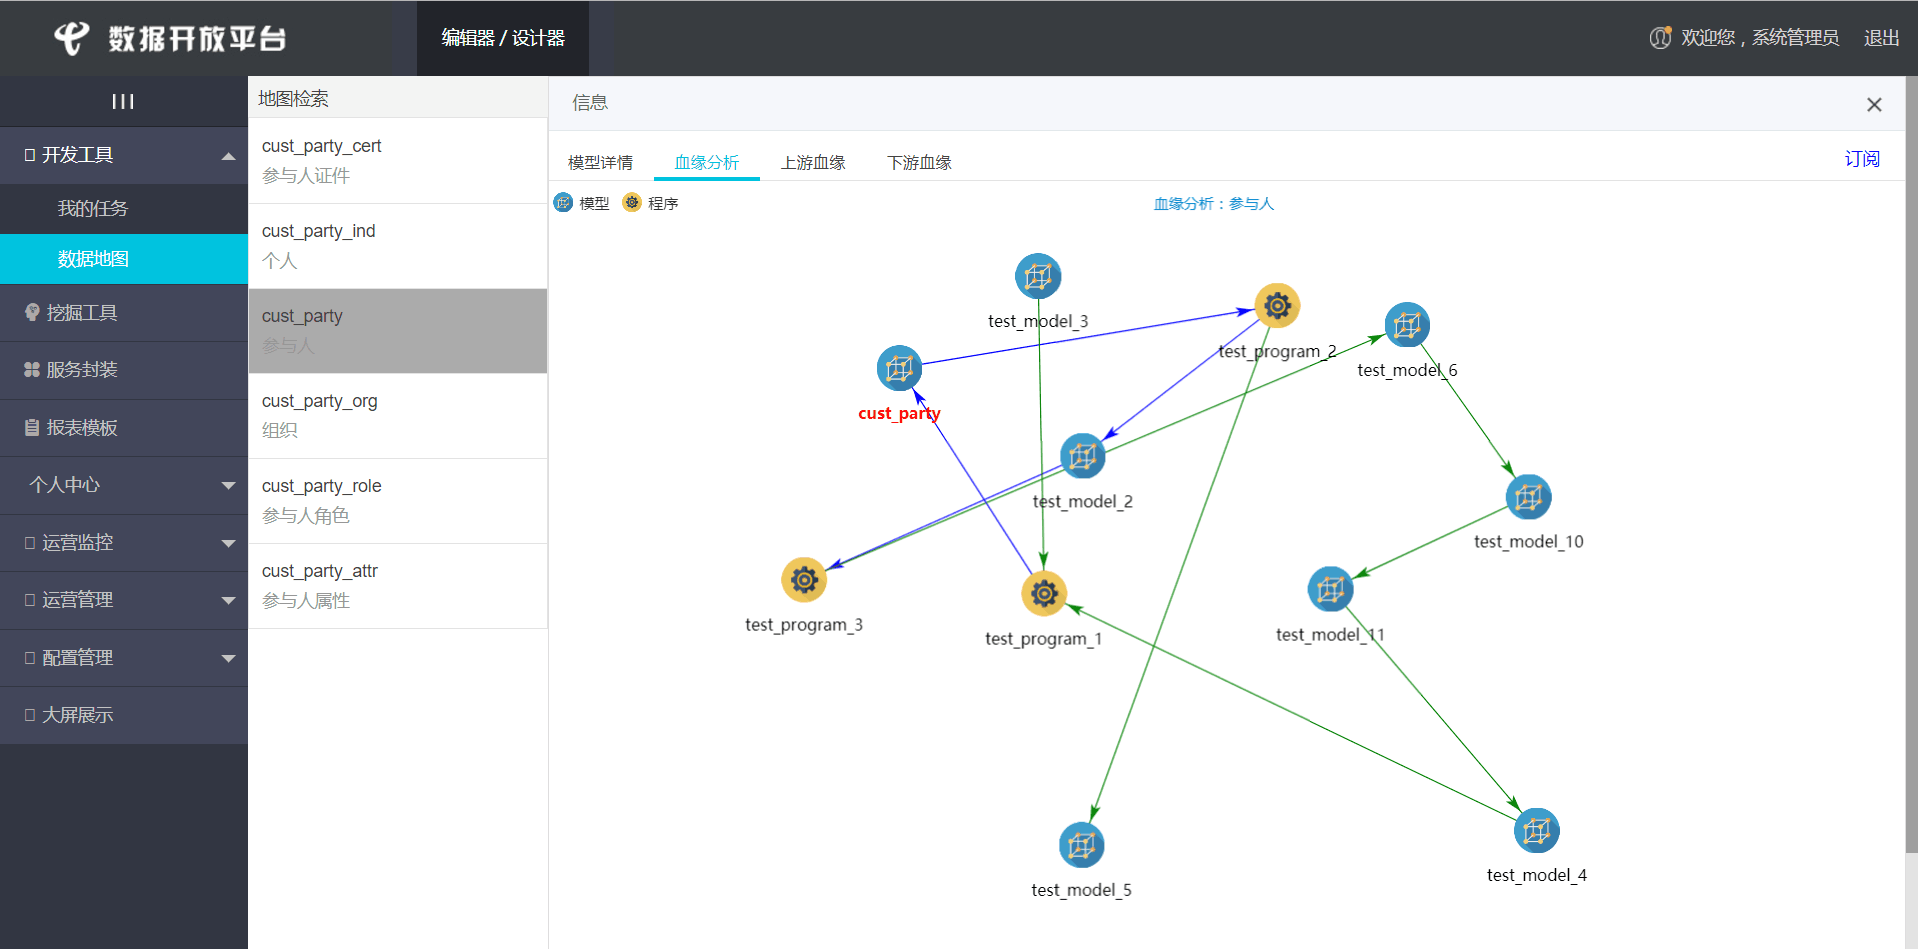 数据开放平台
编辑器 / 设计器
欢迎您，系统管理员
退出
开发工具
我的任务
数据地图
挖掘工具
服务封装
报表模板
个人中心
运营监控
运营管理
配置管理
大屏展示
地图检索
cust_party_cert
参与人证件
cust_party_ind
个人
cust_party
参与人
cust_party_org
组织
cust_party_role
参与人角色
cust_party_attr
参与人属性
信息
模型详情
血缘分析
上游血缘
下游血缘
订阅
模型
程序
血缘分析：参与人
test_model_3
test_program_2
test_model_6
cust_party
test_model_2
test_model_10
test_program_3
test_program_1
test_model_11
test_model_5
test_model_4